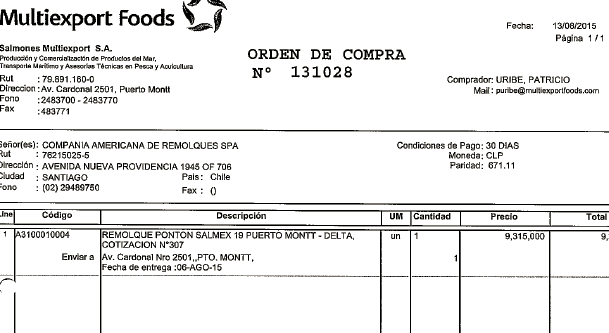 Multiexport Foods
Fecha: 13/08/2015
Página 1/1
Salmones Multiexport S.A.
Producción y Comercialización de Productos del Mar,
Transporte Marítimo y Asesorías Técnicas en Pesca y Acuicultura
ORDEN DE COMPRA
N° 131028
Rut : 79.891.160-0
Direccion : Av. Cardonal 2501, Puerto Montt
Fono : 2483700 - 2483770
Fax : 483771
Comprador: URIBE, PATRICIO
Mail : puribe@multiexportfoods.com
Señor(es): COMPANIA AMERICANA DE REMOLQUES SPA
Rut : 76215025-5
Dirección : AVENIDA NUEVA PROVIDENCIA 1945 OF 706
Ciudad : SANTIAGO Pais: Chile
Fono : (02) 29489750 Fax : ()
Condiciones de Pago: 30 DIAS
Moneda: CLP
Paridad: 671.11
Line Código Descripción UM Cantidad Precio Total
1 A3100010004 REMOLQUE PONTÓN SALMEX 19 PUERTO MONTT - DELTA, un 1 9,315,000 9,
COTIZACION N°307
Enviar a Av. Cardonal Nro 2501,,PTO. MONTT, 1
Fecha de entrega :06-AGO-15